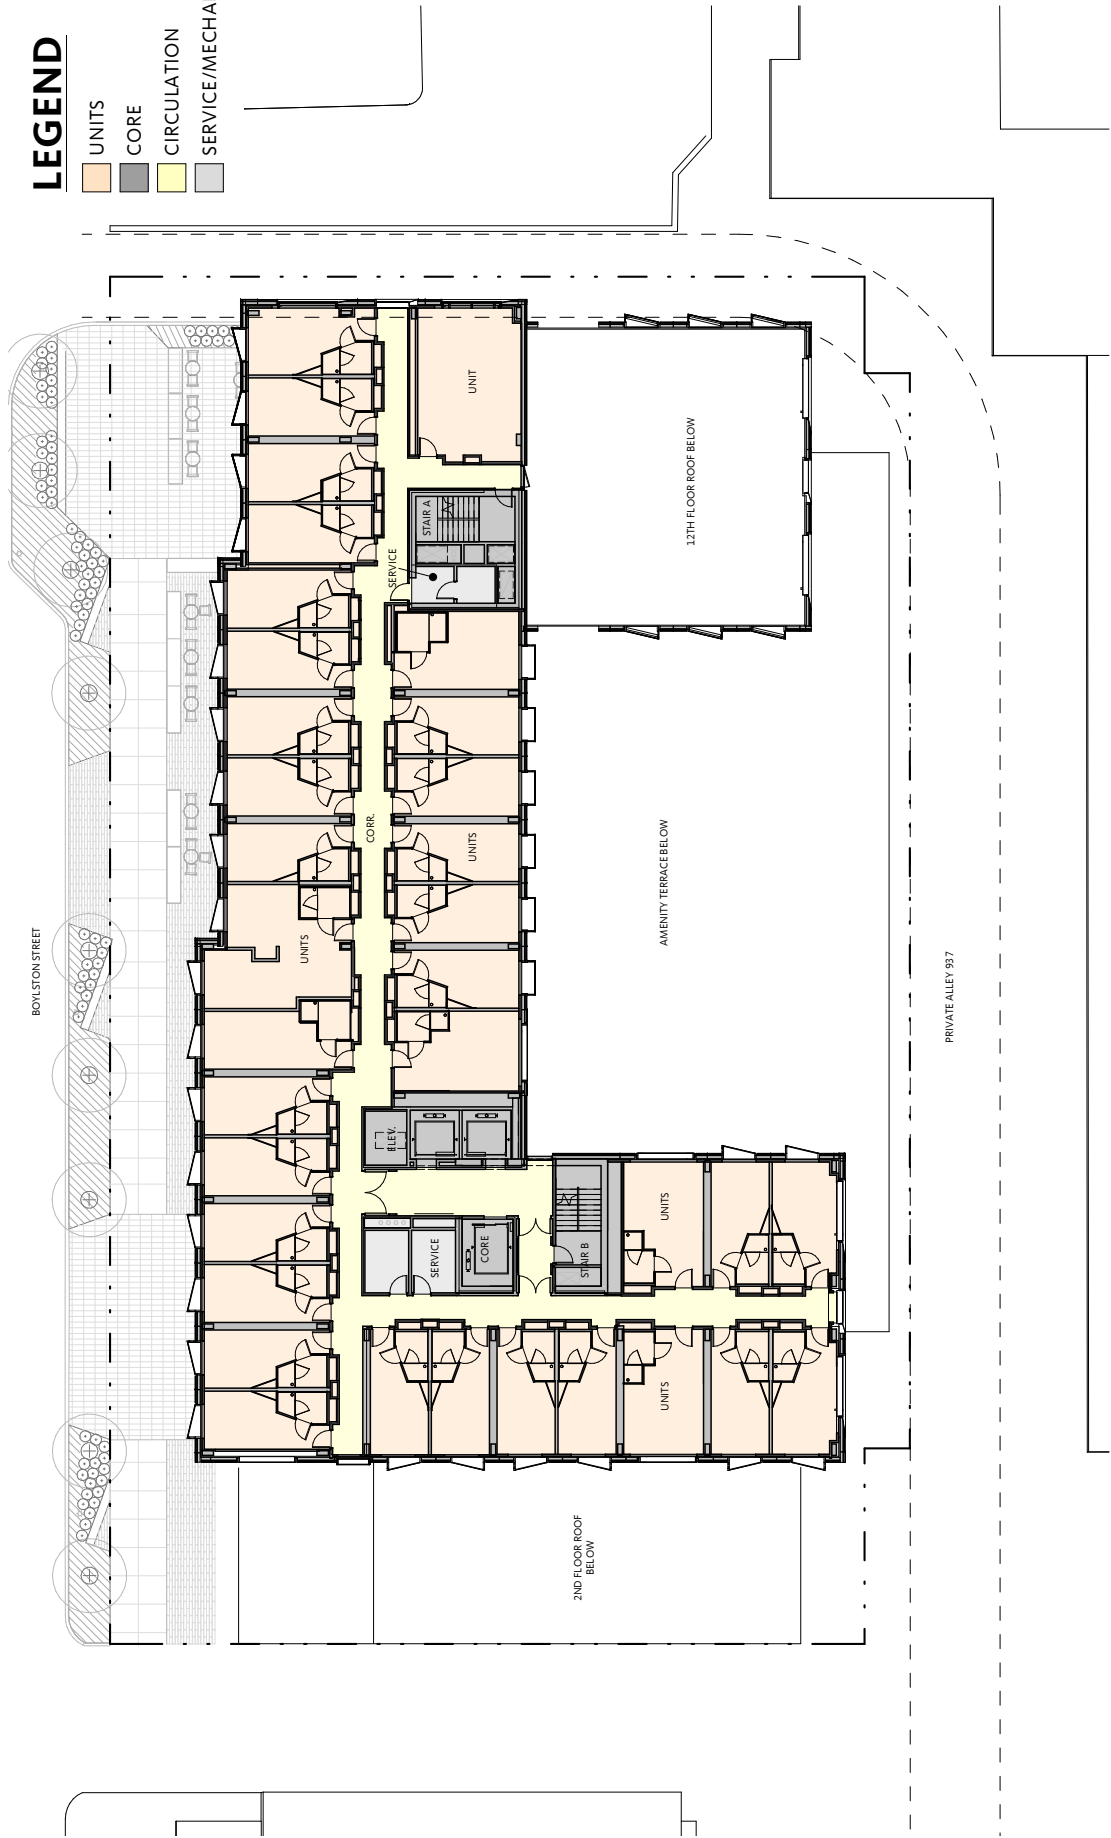 LEGEND
UNITS
CORE
CIRCULATION
SERVICE/MECHA
BOYLSTON STREET
UNIT
STAIR A
SERVICE
12TH FLOOR ROOF BELOW
CORR.
UNITS
UNITS
AMENITY TERRACE BELOW
PRIVATE ALLEY 937
ELEV.
SERVICE
CORE
STAIR B
UNITS
UNITS
2ND FLOOR ROOF
BELOW